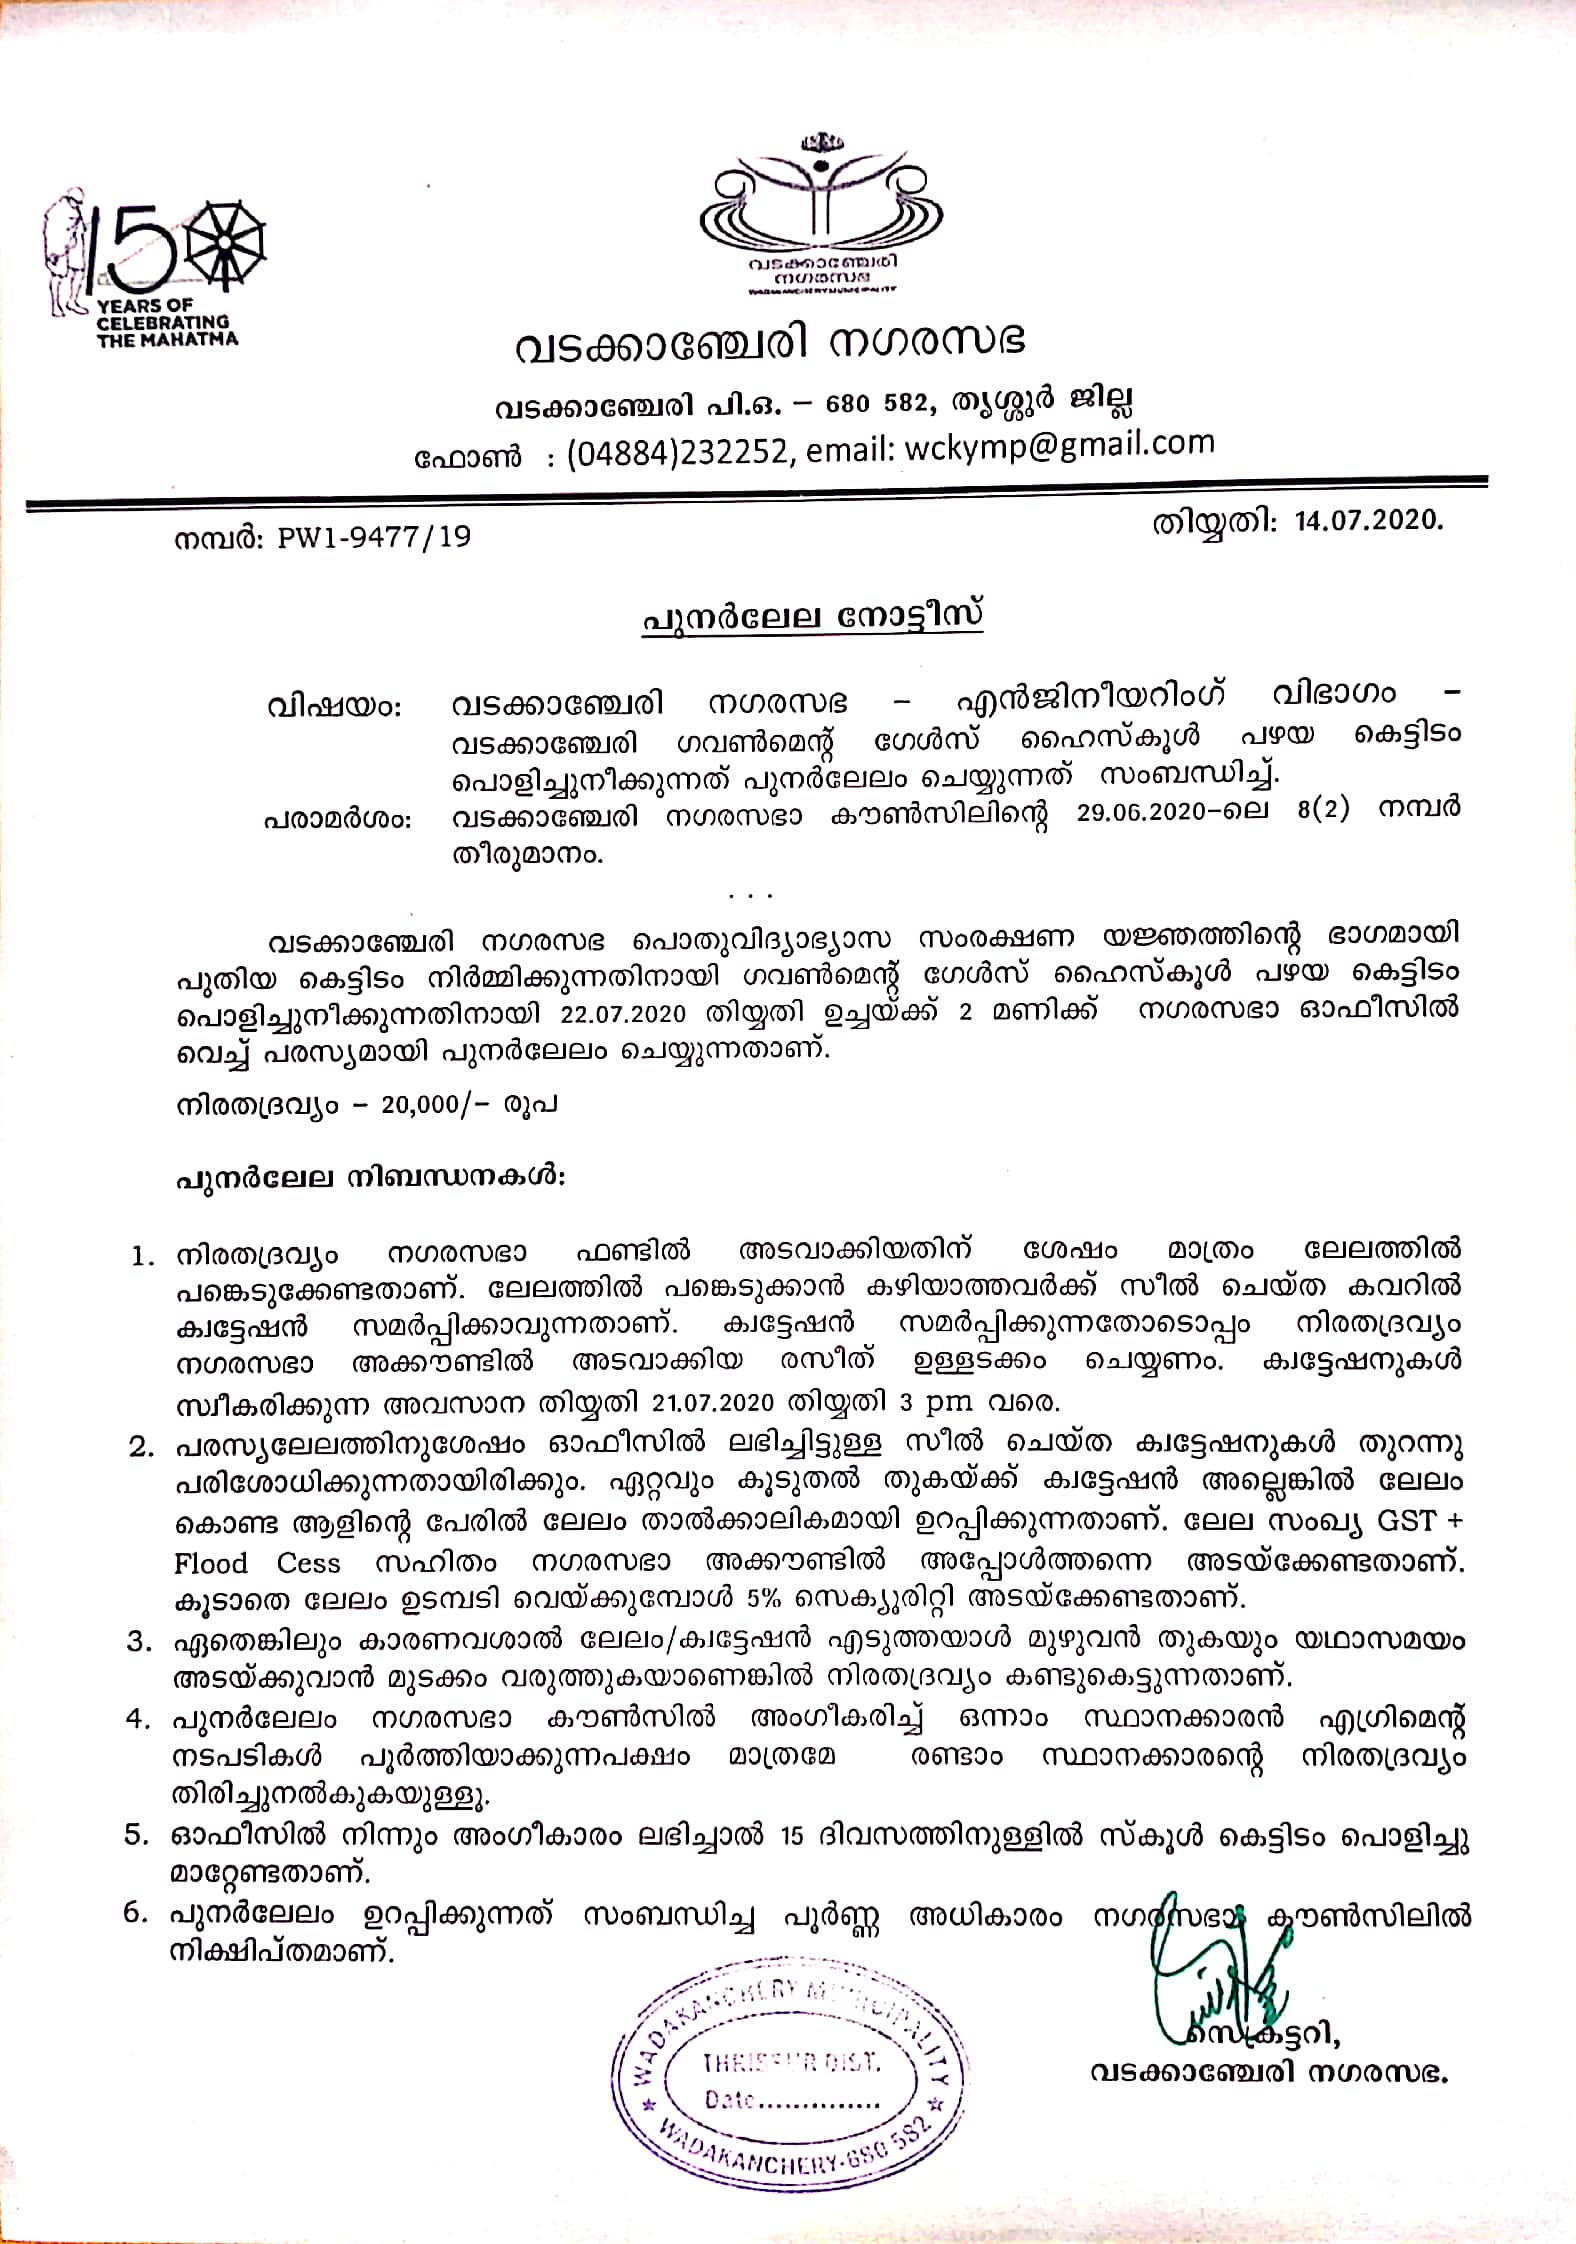 150
YEARS OF
CELEBRATING
THE MAHATMA
വടക്കാഞ്ചേരി
നഗരസഭ
WADAKANCHERY MUNICIPALITY
വടക്കാഞ്ചേരി നഗരസഭ
വടക്കാഞ്ചേരി പി.ഒ. – 680 582, തൃശ്ശൂർ ജില്ല
ഫോൺ : (04884)232252, email: wckymp@gmail.com
നമ്പർ: PW1-9477/19
തിയ്യതി: 14.07.2020.
പുനർലേല നോട്ടീസ്
വിഷയം: വടക്കാഞ്ചേരി നഗരസഭ – എൻജിനീയറിംഗ് വിഭാഗം –
വടക്കാഞ്ചേരി ഗവൺമെന്റ് ഗേൾസ് ഹൈസ്കൂൾ പഴയ കെട്ടിടം
പൊളിച്ചുനീക്കുന്നത് പുനർലേലം ചെയ്യുന്നത് സംബന്ധിച്ച്.
പരാമർശം: വടക്കാഞ്ചേരി നഗരസഭാ കൗൺസിലിന്റെ 29.06.2020–ലെ 8(2) നമ്പർ
തീരുമാനം.
. . .
വടക്കാഞ്ചേരി നഗരസഭ പൊതുവിദ്യാഭ്യാസ സംരക്ഷണ യജ്ഞത്തിന്റെ ഭാഗമായി
പുതിയ കെട്ടിടം നിർമ്മിക്കുന്നതിനായി ഗവൺമെന്റ് ഗേൾസ് ഹൈസ്കൂൾ പഴയ കെട്ടിടം
പൊളിച്ചുനീക്കുന്നതിനായി 22.07.2020 തിയ്യതി ഉച്ചയ്ക്ക് 2 മണിക്ക് നഗരസഭാ ഓഫീസിൽ
വെച്ച് പരസ്യമായി പുനർലേലം ചെയ്യുന്നതാണ്.
നിരതദ്രവ്യം – 20,000/– രൂപ
പുനർലേല നിബന്ധനകൾ:
1. നിരതദ്രവ്യം നഗരസഭാ ഫണ്ടിൽ അടവാക്കിയതിന് ശേഷം മാത്രം ലേലത്തിൽ
പങ്കെടുക്കേണ്ടതാണ്. ലേലത്തിൽ പങ്കെടുക്കാൻ കഴിയാത്തവർക്ക് സീൽ ചെയ്ത കവറിൽ
ക്വട്ടേഷൻ സമർപ്പിക്കാവുന്നതാണ്. ക്വട്ടേഷൻ സമർപ്പിക്കുന്നതോടൊപ്പം നിരതദ്രവ്യം
നഗരസഭാ അക്കൗണ്ടിൽ അടവാക്കിയ രസീത് ഉള്ളടക്കം ചെയ്യണം. ക്വട്ടേഷനുകൾ
സ്വീകരിക്കുന്ന അവസാന തിയ്യതി 21.07.2020 തിയ്യതി 3 pm വരെ.
2. പരസ്യലേലത്തിനുശേഷം ഓഫീസിൽ ലഭിച്ചിട്ടുള്ള സീൽ ചെയ്ത ക്വട്ടേഷനുകൾ തുറന്നു
പരിശോധിക്കുന്നതായിരിക്കും. ഏറ്റവും കൂടുതൽ തുകയ്ക്ക് ക്വട്ടേഷൻ അല്ലെങ്കിൽ ലേലം
കൊണ്ട ആളിന്റെ പേരിൽ ലേലം താൽക്കാലികമായി ഉറപ്പിക്കുന്നതാണ്. ലേല സംഖ്യ GST +
Flood Cess സഹിതം നഗരസഭാ അക്കൗണ്ടിൽ അപ്പോൾത്തന്നെ അടയ്ക്കേണ്ടതാണ്.
കൂടാതെ ലേലം ഉടമ്പടി വെയ്ക്കുമ്പോൾ 5% സെക്യുരിറ്റി അടയ്ക്കേണ്ടതാണ്.
3. ഏതെങ്കിലും കാരണവശാൽ ലേലം/ക്വട്ടേഷൻ എടുത്തയാൾ മുഴുവൻ തുകയും യഥാസമയം
അടയ്ക്കുവാൻ മുടക്കം വരുത്തുകയാണെങ്കിൽ നിരതദ്രവ്യം കണ്ടുകെട്ടുന്നതാണ്.
4. പുനർലേലം നഗരസഭാ കൗൺസിൽ അംഗീകരിച്ച് ഒന്നാം സ്ഥാനക്കാരൻ എഗ്രിമെന്റ്
നടപടികൾ പൂർത്തിയാക്കുന്നപക്ഷം മാത്രമേ രണ്ടാം സ്ഥാനക്കാരന്റെ നിരതദ്രവ്യം
തിരിച്ചുനൽകുകയുള്ളൂ.
5. ഓഫീസിൽ നിന്നും അംഗീകാരം ലഭിച്ചാൽ 15 ദിവസത്തിനുള്ളിൽ സ്കൂൾ കെട്ടിടം പൊളിച്ചു
മാറ്റേണ്ടതാണ്.
6. പുനർലേലം ഉറപ്പിക്കുന്നത് സംബന്ധിച്ച പൂർണ്ണ അധികാരം നഗരസഭാ കൗൺസിലിൽ
നിക്ഷിപ്തമാണ്.
സെക്രട്ടറി,
വടക്കാഞ്ചേരി നഗരസഭ.
WADAKANCHERY MUNICIPALITY
THRISSUR DIST.
Date..............
WADAKANCHERY-680 582